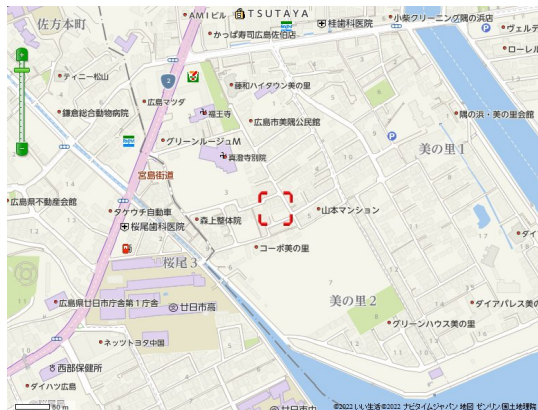 佐方本町
AMIビル
TSUTAYA
桂歯科医院
小柴クリーニング隅の浜店
かっぱ寿司広島佐伯店
ヴェルデ
ローレル
ティニー松山
2
藤和ハイタウン美の里
鎌倉総合動物病院
広島マツダ
福王寺
広島市美隅公民館
隅の浜・美の里会館
グリーンルージュM
真澄寺別院
美の里1
宮島街道
広島県不動産会館
タケウチ自動車
桜尾歯科医院
森上整体院
山本マンション
コーポ美の里
桜尾3
美の里2
広島県廿日市庁舎第1庁舎
廿日市高
ダイアパレス美の
グリーンハウス美の里
ネッツトヨタ中国
西部保健所
ダイハツ広島
60 m
廿日市中
©2022 いい生活©2022 ナビタイムジャパン 地図 ゼンリン 国土地理院